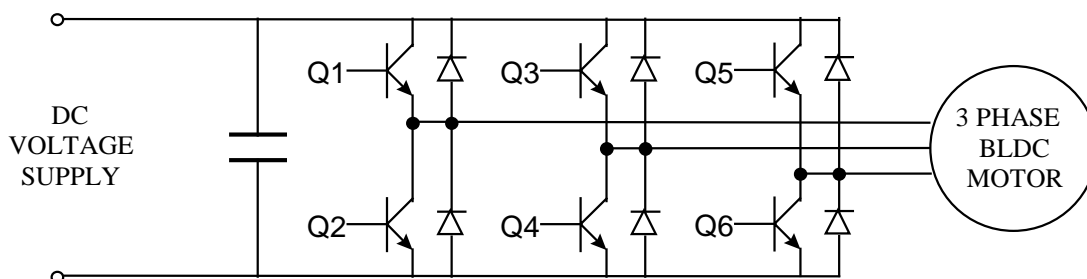 Q1
Q3
Q5
DC
VOLTAGE
SUPPLY
3 PHASE
BLDC
MOTOR
Q2
Q4
Q6